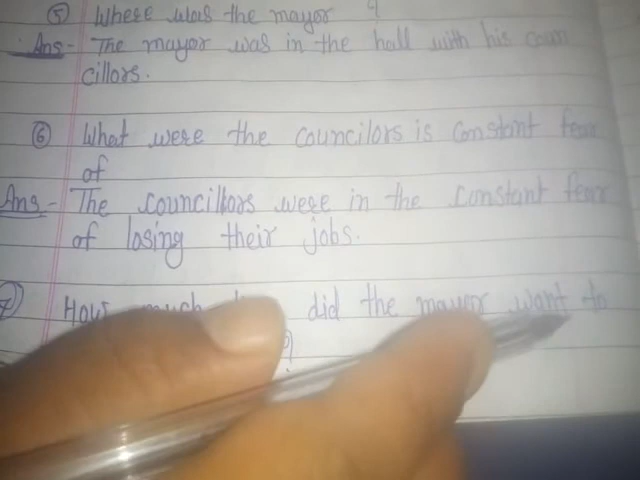 ⑤ Where was the mayor
Ans - The mayor was in the hall with his coun
cillors.
⑥ What were the councilors is constant fear
of
Ans - The councillors were in the constant fear
of losing their jobs.
How much did the mayor want to
?